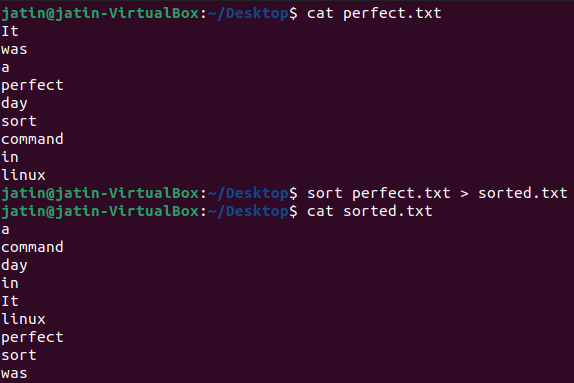 jatin@jatin-VirtualBox:~/Desktop$ cat perfect.txt
It
was
a
perfect
day
sort
command
in
linux
jatin@jatin-VirtualBox:~/Desktop$ sort perfect.txt > sorted.txt
jatin@jatin-VirtualBox:~/Desktop$ cat sorted.txt
a
command
day
in
It
linux
perfect
sort
was